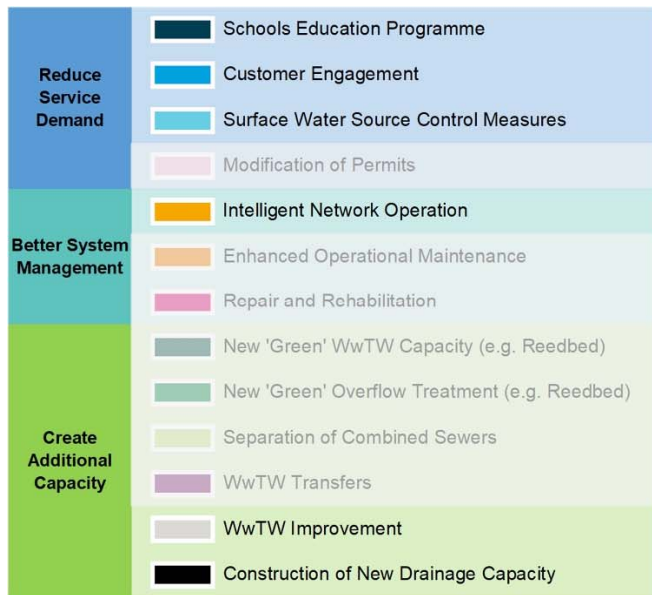 Reduce
Service
Demand
Schools Education Programme
Customer Engagement
Surface Water Source Control Measures
Modification of Permits
Better System
Management
Intelligent Network Operation
Enhanced Operational Maintenance
Repair and Rehabilitation
Create
Additional
Capacity
New 'Green' WwTW Capacity (e.g. Reedbed)
New 'Green' Overflow Treatment (e.g. Reedbed)
Separation of Combined Sewers
WwTW Transfers
WwTW Improvement
Construction of New Drainage Capacity